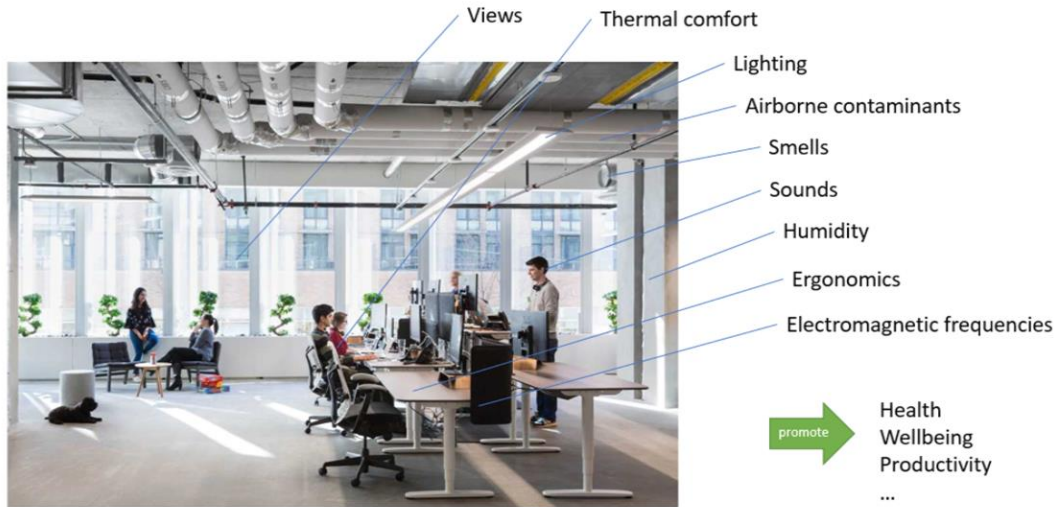 Views
Thermal comfort
Lighting
Airborne contaminants
Smells
Sounds
Humidity
Ergonomics
Electromagnetic frequencies
promote
Health
Wellbeing
Productivity
...